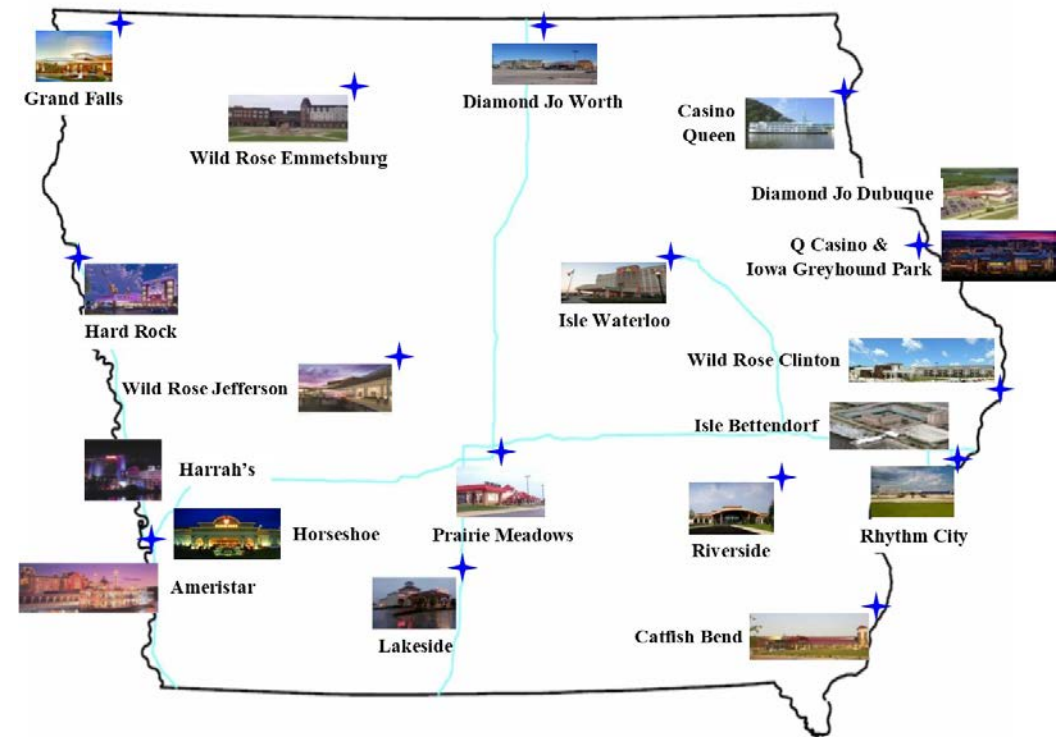 Grand Falls
Diamond Jo Worth
Casino
Queen
Wild Rose Emmetsburg
Diamond Jo Dubuque
Q Casino &
Iowa Greyhound Park
Hard Rock
Isle Waterloo
Wild Rose Clinton
Wild Rose Jefferson
Isle Bettendorf
Harrah’s
Horseshoe
Prairie Meadows
Riverside
Rhythm City
Ameristar
Lakeside
Catfish Bend